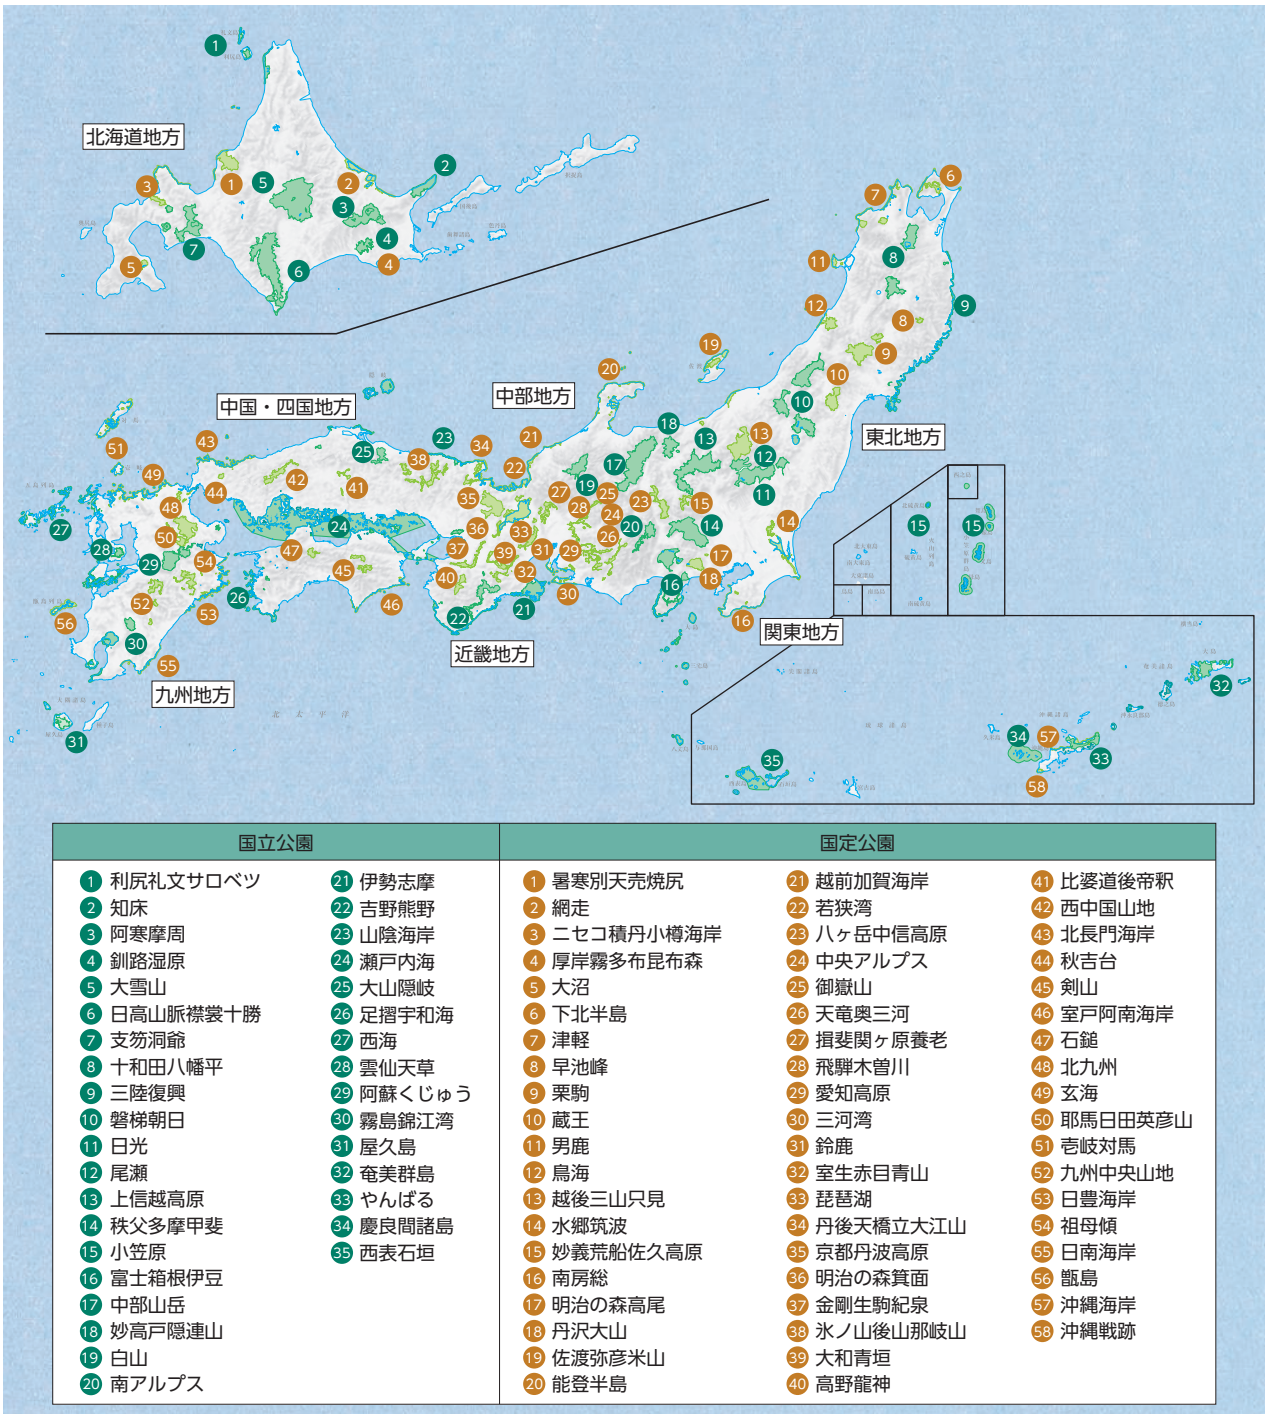 北海道地方
中国・四国地方
中部地方
東北地方
関東地方
近畿地方
九州地方
北太平洋
国立公園
1 利尻礼文サロベツ
2 知床
3 阿寒摩周
4 釧路湿原
5 大雪山
6 日高山脈襟裳十勝
7 支笏洞爺
8 十和田八幡平
9 三陸復興
10 磐梯朝日
11 日光
12 尾瀬
13 上信越高原
14 秩父多摩甲斐
15 小笠原
16 富士箱根伊豆
17 中部山岳
18 妙高戸隠連山
19 白山
20 南アルプス
21 伊勢志摩
22 吉野熊野
23 山陰海岸
24 瀬戸内海
25 大山隠岐
26 足摺宇和海
27 西海
28 雲仙天草
29 阿蘇くじゅう
30 霧島錦江湾
31 屋久島
32 奄美群島
33 やんばる
34 慶良間諸島
35 西表石垣
国定公園
1 暑寒別天売焼尻
2 網走
3 ニセコ積丹小樽海岸
4 厚岸霧多布昆布森
5 大沼
6 下北半島
7 津軽
8 早池峰
9 栗駒
10 蔵王
11 男鹿
12 鳥海
13 越後三山只見
14 水郷筑波
15 妙義荒船佐久高原
16 南房総
17 明治の森高尾
18 丹沢大山
19 佐渡弥彦米山
20 能登半島
21 越前加賀海岸
22 若狭湾
23 八ヶ岳中信高原
24 中央アルプス
25 御嶽山
26 天竜奥三河
27 揖斐関ヶ原養老
28 飛騨木曽川
29 愛知高原
30 三河湾
31 鈴鹿
32 室生赤目青山
33 琵琶湖
34 丹後天橋立大江山
35 京都丹波高原
36 明治の森箕面
37 金剛生駒紀泉
38 氷ノ山後山那岐山
39 大和青垣
40 高野龍神
41 比婆道後帝釈
42 西中国山地
43 北長門海岸
44 秋吉台
45 剣山
46 室戸阿南海岸
47 石鎚
48 北九州
49 玄海
50 耶馬日田英彦山
51 壱岐対馬
52 九州中央山地
53 日豊海岸
54 祖母傾
55 日南海岸
56 甑島
57 沖縄海岸
58 沖縄戦跡